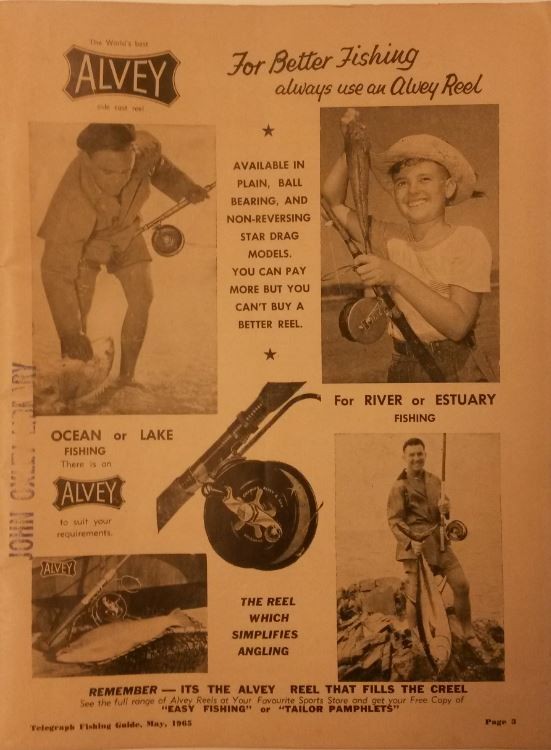 The World's best
ALVEY
side cast reel
For Better Fishing
always use an Alvey Reel
AVAILABLE IN
PLAIN, BALL
BEARING, AND
NON-REVERSING
STAR DRAG
MODELS.
YOU CAN PAY
MORE BUT YOU
CAN'T BUY A
BETTER REEL.
For RIVER or ESTUARY
FISHING
OCEAN or LAKE
FISHING
There is an
ALVEY
to suit your
requirements.
JOHN OXLEY LIBRARY
ALVEY
THE REEL
WHICH
SIMPLIFIES
ANGLING
REMEMBER — ITS THE ALVEY REEL THAT FILLS THE CREEL
See the full range of Alvey Reels at Your Favourite Sports Store and get your Free Copy of
"EASY FISHING" or "TAILOR PAMPHLETS"
Telegraph Fishing Guide, May, 1965
Page 3